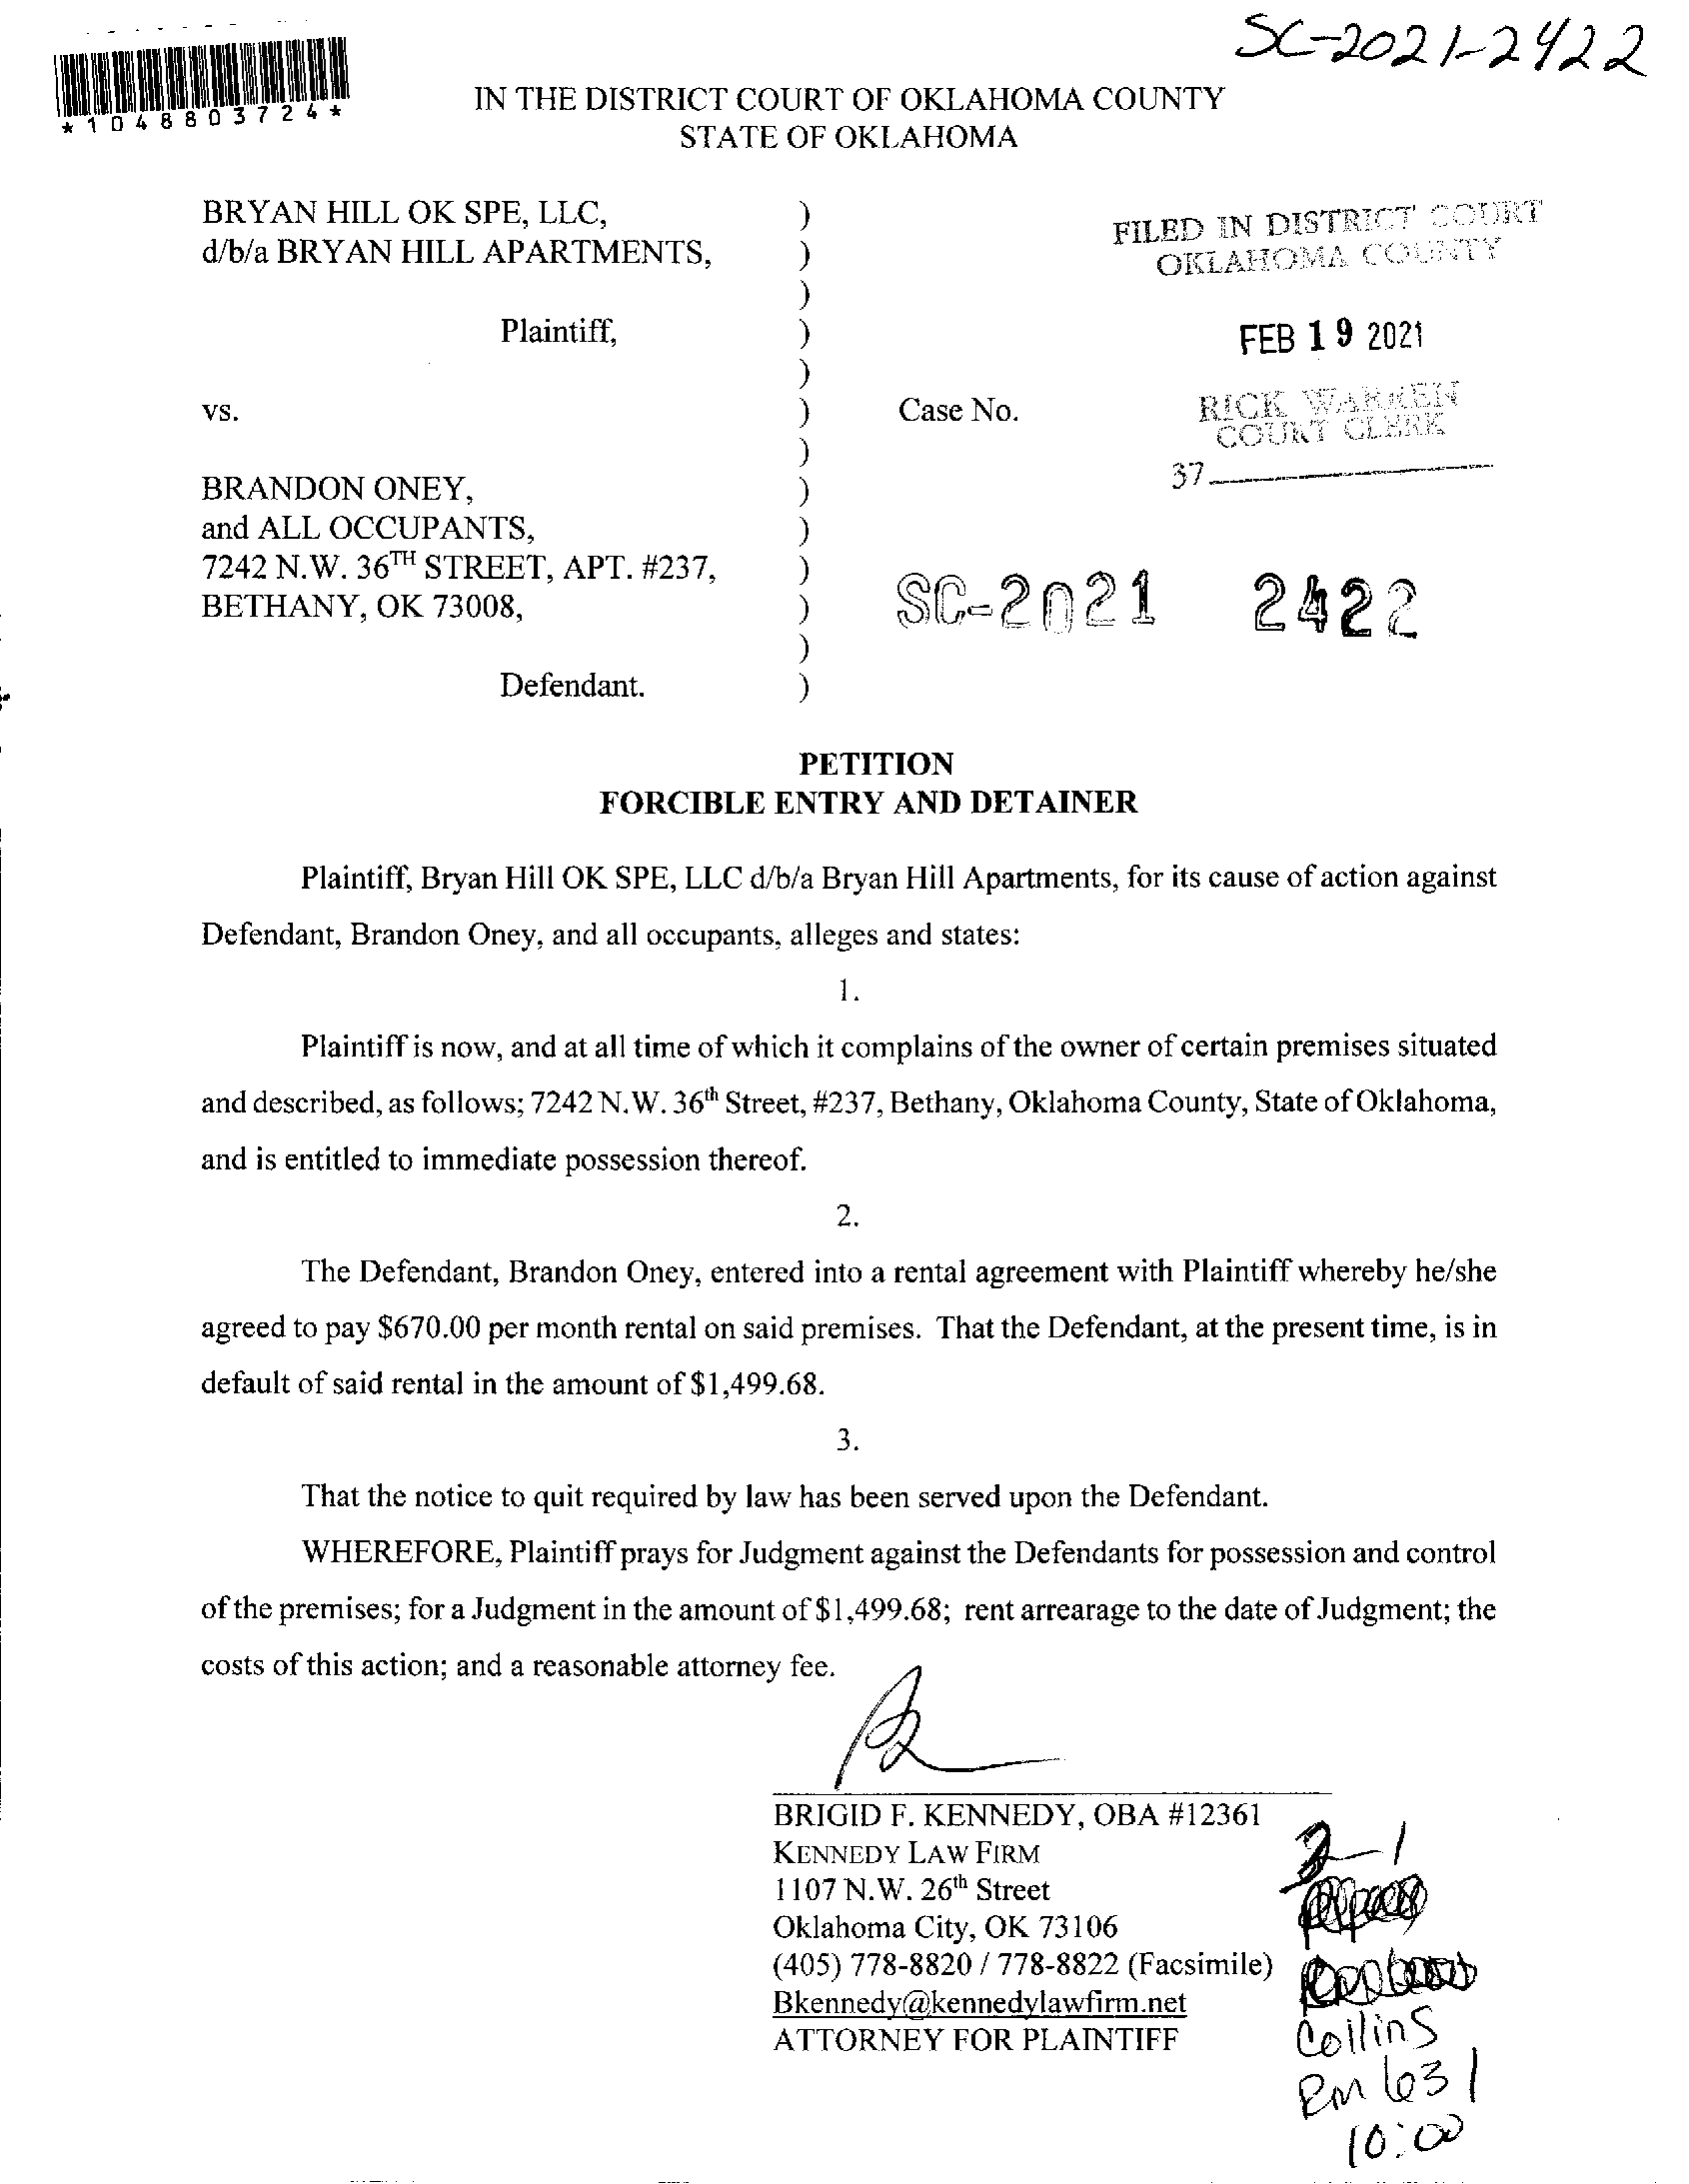 SC-2021-2422
*1048803724*
IN THE DISTRICT COURT OF OKLAHOMA COUNTY
STATE OF OKLAHOMA
BRYAN HILL OK SPE, LLC, )
d/b/a BRYAN HILL APARTMENTS, )
)
Plaintiff, )
)
vs. ) Case No.
)
BRANDON ONEY, )
and ALL OCCUPANTS, )
7242 N.W. 36TH STREET, APT. #237, )
BETHANY, OK 73008, )
)
Defendant. )
FILED IN DISTRICT COURT
OKLAHOMA COUNTY
FEB 19 2021
RICK WARREN
COURT CLERK
37
SC-2021 2422
PETITION
FORCIBLE ENTRY AND DETAINER
Plaintiff, Bryan Hill OK SPE, LLC d/b/a Bryan Hill Apartments, for its cause of action against
Defendant, Brandon Oney, and all occupants, alleges and states:
1.
Plaintiff is now, and at all time of which it complains of the owner of certain premises situated
and described, as follows; 7242 N.W. 36th Street, #237, Bethany, Oklahoma County, State of Oklahoma,
and is entitled to immediate possession thereof.
2.
The Defendant, Brandon Oney, entered into a rental agreement with Plaintiff whereby he/she
agreed to pay $670.00 per month rental on said premises. That the Defendant, at the present time, is in
default of said rental in the amount of $1,499.68.
3.
That the notice to quit required by law has been served upon the Defendant.
WHEREFORE, Plaintiff prays for Judgment against the Defendants for possession and control
of the premises; for a Judgment in the amount of $1,499.68; rent arrearage to the date of Judgment; the
costs of this action; and a reasonable attorney fee.
BRIGID F. KENNEDY, OBA #12361
KENNEDY LAW FIRM
1107 N.W. 26th Street
Oklahoma City, OK 73106
(405) 778-8820 / 778-8822 (Facsimile)
Bkennedy@kennedylawfirm.net
ATTORNEY FOR PLAINTIFF
3-1
Collins
Rm 631
10:00